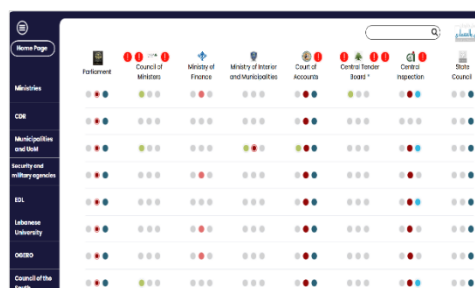 Home Page
Parliament
Council of
Ministers
Ministry of
Finance
Ministry of Interior
and Municipalities
Court of
Accounts
Central Tender
Board *
Central
Inspection
State
Council
Ministries
CDR
Municipalities
and UoM
Security and
military agencies
EDL
Lebanese
University
OGERO
Council of the
South